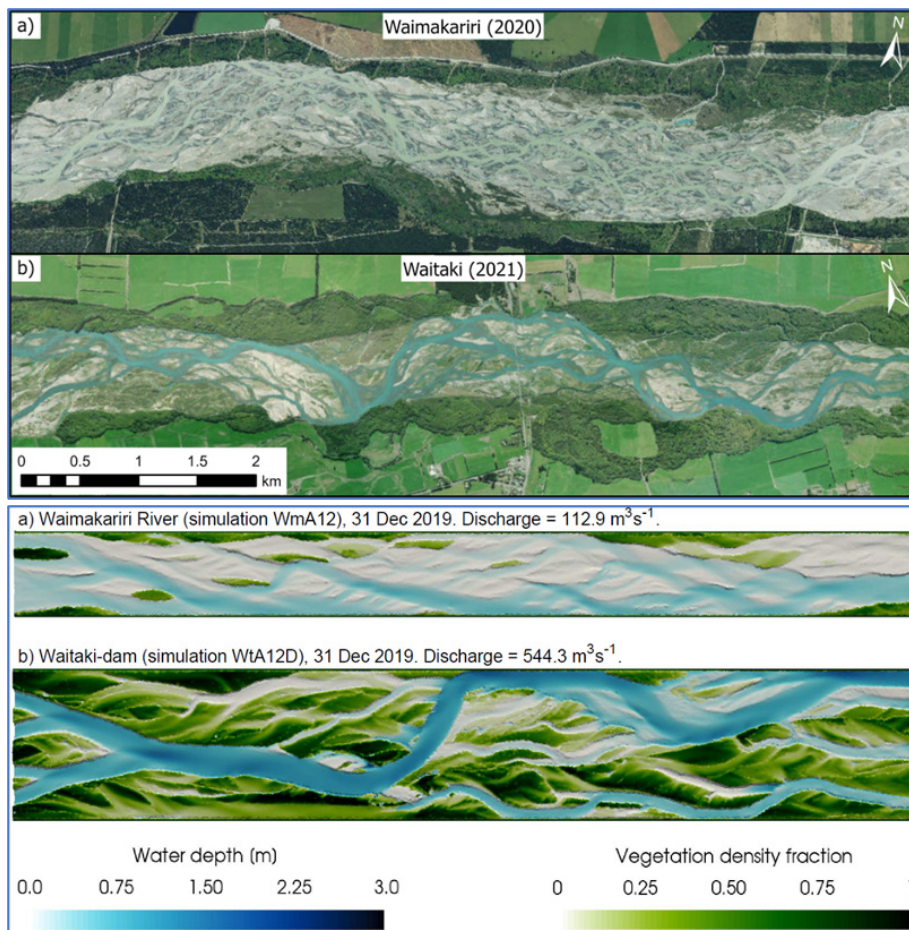 a)
Waimakariri (2020)
N
b)
Waitaki (2021)
N
0 0.5 1 1.5 2
km
a) Waimakariri River (simulation WmA12), 31 Dec 2019. Discharge = 112.9 m³s⁻¹.
b) Waitaki-dam (simulation WtA12D), 31 Dec 2019. Discharge = 544.3 m³s⁻¹.
Water depth [m]
0.0 0.75 1.50 2.25 3.0
Vegetation density fraction
0 0.25 0.50 0.75